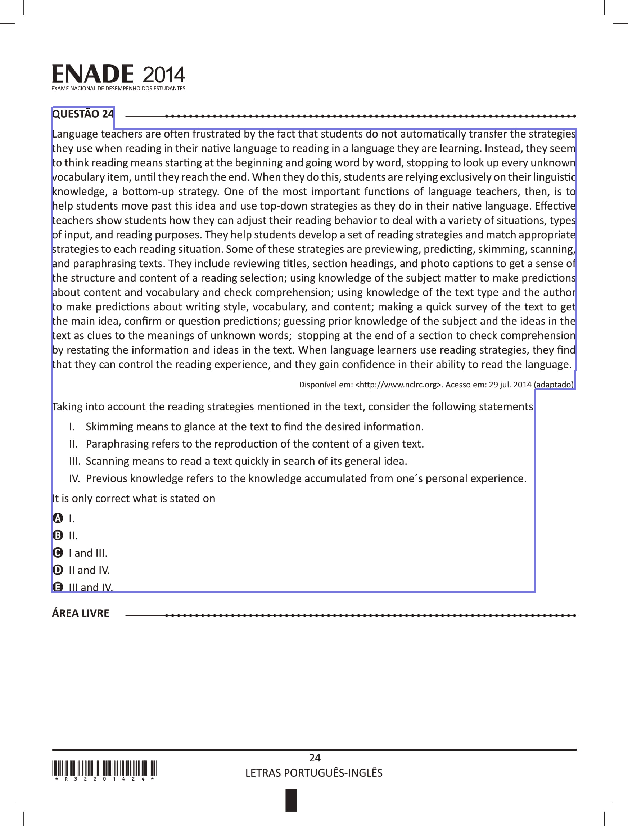 ENADE 2014
EXAME NACIONAL DE DESEMPENHO DOS ESTUDANTES
QUESTÃO 24
Language teachers are often frustrated by the fact that students do not automatically transfer the strategies
they use when reading in their native language to reading in a language they are learning. Instead, they seem
to think reading means starting at the beginning and going word by word, stopping to look up every unknown
vocabulary item, until they reach the end. When they do this, students are relying exclusively on their linguistic
knowledge, a bottom-up strategy. One of the most important functions of language teachers, then, is to
help students move past this idea and use top-down strategies as they do in their native language. Effective
teachers show students how they can adjust their reading behavior to deal with a variety of situations, types
of input, and reading purposes. They help students develop a set of reading strategies and match appropriate
strategies to each reading situation. Some of these strategies are previewing, predicting, skimming, scanning,
and paraphrasing texts. They include reviewing titles, section headings, and photo captions to get a sense of
the structure and content of a reading selection; using knowledge of the subject matter to make predictions
about content and vocabulary and check comprehension; using knowledge of the text type and the author
to make predictions about writing style, vocabulary, and content; making a quick survey of the text to get
the main idea, confirm or question predictions; guessing prior knowledge of the subject and the ideas in the
text as clues to the meanings of unknown words; stopping at the end of a section to check comprehension
by restating the information and ideas in the text. When language learners use reading strategies, they find
that they can control the reading experience, and they gain confidence in their ability to read the language.
Disponível em: <http://www.nclrc.org>. Acesso em: 29 jul. 2014 (adaptado)
Taking into account the reading strategies mentioned in the text, consider the following statements
I. Skimming means to glance at the text to find the desired information.
II. Paraphrasing refers to the reproduction of the content of a given text.
III. Scanning means to read a text quickly in search of its general idea.
IV. Previous knowledge refers to the knowledge accumulated from one´s personal experience.
It is only correct what is stated on
A I.
B II.
C I and III.
D II and IV.
E III and IV.
ÁREA LIVRE
24
LETRAS PORTUGUÊS-INGLÊS
* R 3 2 2 0 1 4 2 4 *